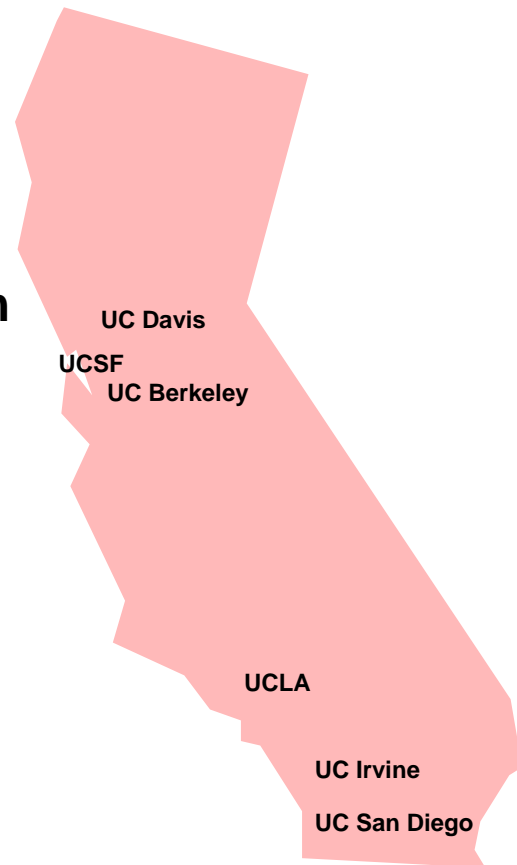 UC Davis
UCSF
UC Berkeley
UCLA
UC Irvine
UC San Diego